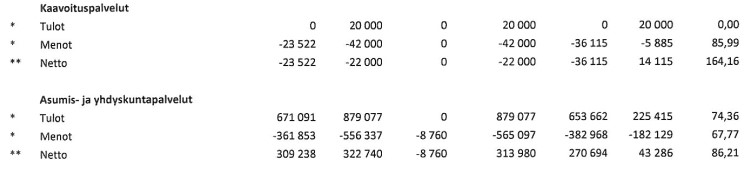 Kaavoituspalvelut
* Tulot 0 20 000 0 20 000 0 20 000 0,00
* Menot -23 522 -42 000 0 -42 000 -36 115 -5 885 85,99
** Netto -23 522 -22 000 0 -22 000 -36 115 14 115 164,16
Asumis- ja yhdyskuntapalvelut
* Tulot 671 091 879 077 0 879 077 653 662 225 415 74,36
* Menot -361 853 -556 337 -8 760 -565 097 -382 968 -182 129 67,77
** Netto 309 238 322 740 -8 760 313 980 270 694 43 286 86,21